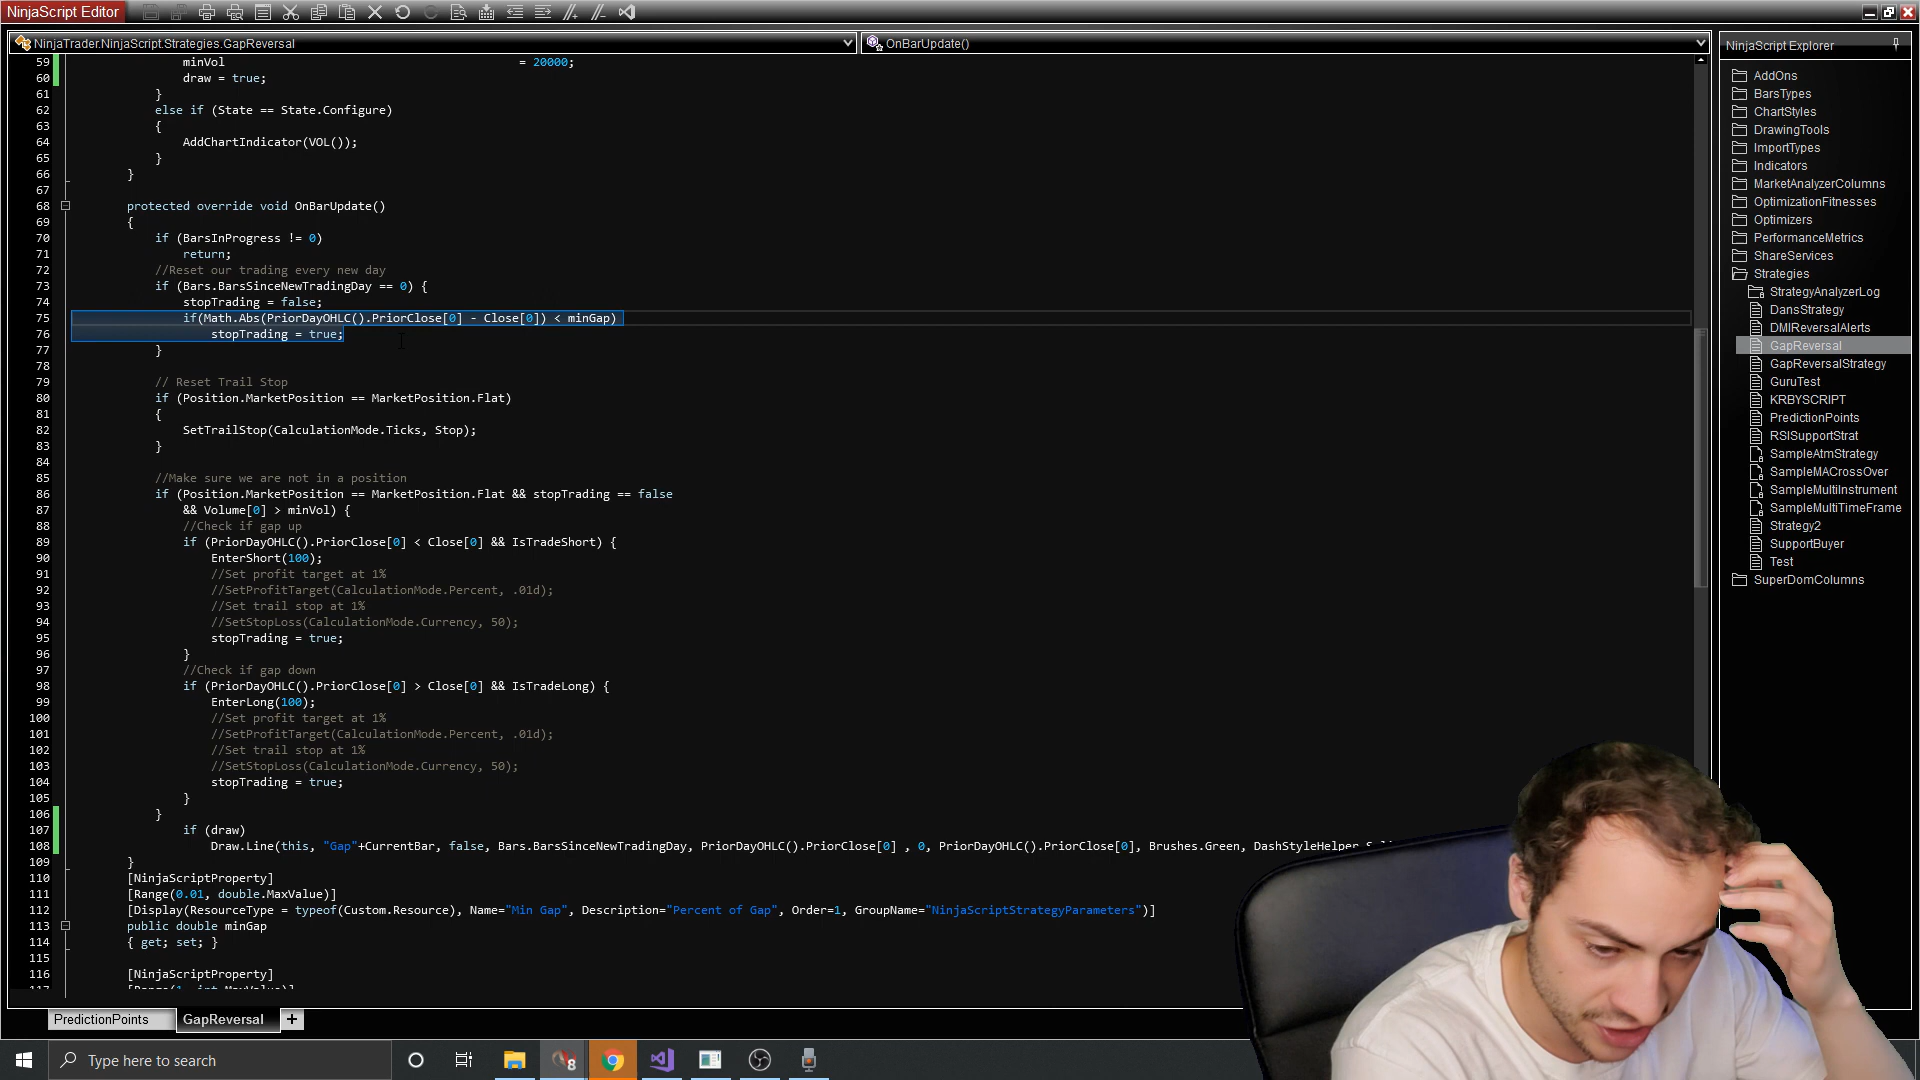 NinjaScript Editor
NinjaTrader.NinjaScript.Strategies.GapReversal
OnBarUpdate()
59 minVol = 20000;
60 draw = true;
61 }
62 else if (State == State.Configure)
63 {
64 AddChartIndicator(VOL());
65 }
66 }
67
68 protected override void OnBarUpdate()
69 {
70 if (BarsInProgress != 0)
71 return;
72 //Reset our trading every new day
73 if (Bars.BarsSinceNewTradingDay == 0) {
74 stopTrading = false;
75 if(Math.Abs(PriorDayOHLC().PriorClose[0] - Close[0]) < minGap)
76 stopTrading = true;
77 }
78
79 // Reset Trail Stop
80 if (Position.MarketPosition == MarketPosition.Flat)
81 {
82 SetTrailStop(CalculationMode.Ticks, Stop);
83 }
84
85 //Make sure we are not in a position
86 if (Position.MarketPosition == MarketPosition.Flat && stopTrading == false
87 && Volume[0] > minVol) {
88 //Check if gap up
89 if (PriorDayOHLC().PriorClose[0] < Close[0] && IsTradeShort) {
90 EnterShort(100);
91 //Set profit target at 1%
92 //SetProfitTarget(CalculationMode.Percent, .01d);
93 //Set trail stop at 1%
94 //SetStopLoss(CalculationMode.Currency, 50);
95 stopTrading = true;
96 }
97 //Check if gap down
98 if (PriorDayOHLC().PriorClose[0] > Close[0] && IsTradeLong) {
99 EnterLong(100);
100 //Set profit target at 1%
101 //SetProfitTarget(CalculationMode.Percent, .01d);
102 //Set trail stop at 1%
103 //SetStopLoss(CalculationMode.Currency, 50);
104 stopTrading = true;
105 }
106 }
107 if (draw)
108 Draw.Line(this, "Gap"+CurrentBar, false, Bars.BarsSinceNewTradingDay, PriorDayOHLC().PriorClose[0] , 0, PriorDayOHLC().PriorClose[0], Brushes.Green,
109 }
110 [NinjaScriptProperty]
111 [Range(0.01, double.MaxValue)]
112 [Display(ResourceType = typeof(Custom.Resource), Name="Min Gap", Description="Percent of Gap", Order=1, GroupName="NinjaScriptStrategyParameters")]
113 public double minGap
114 { get; set; }
115
116 [NinjaScriptProperty]
NinjaScript Explorer
AddOns
BarsTypes
ChartStyles
DrawingTools
ImportTypes
Indicators
MarketAnalyzerColumns
OptimizationFitnesses
Optimizers
PerformanceMetrics
ShareServices
Strategies
StrategyAnalyzerLog
DansStrategy
DMIReversalAlerts
GapReversal
GapReversalStrategy
GuruTest
KRBYSCRIPT
PredictionPoints
RSISupportStrat
SampleAtmStrategy
SampleMACrossOver
SampleMultiInstrument
SampleMultiTimeFrame
Strategy2
SupportBuyer
Test
SuperDomColumns
PredictionPoints
GapReversal
+
Type here to search